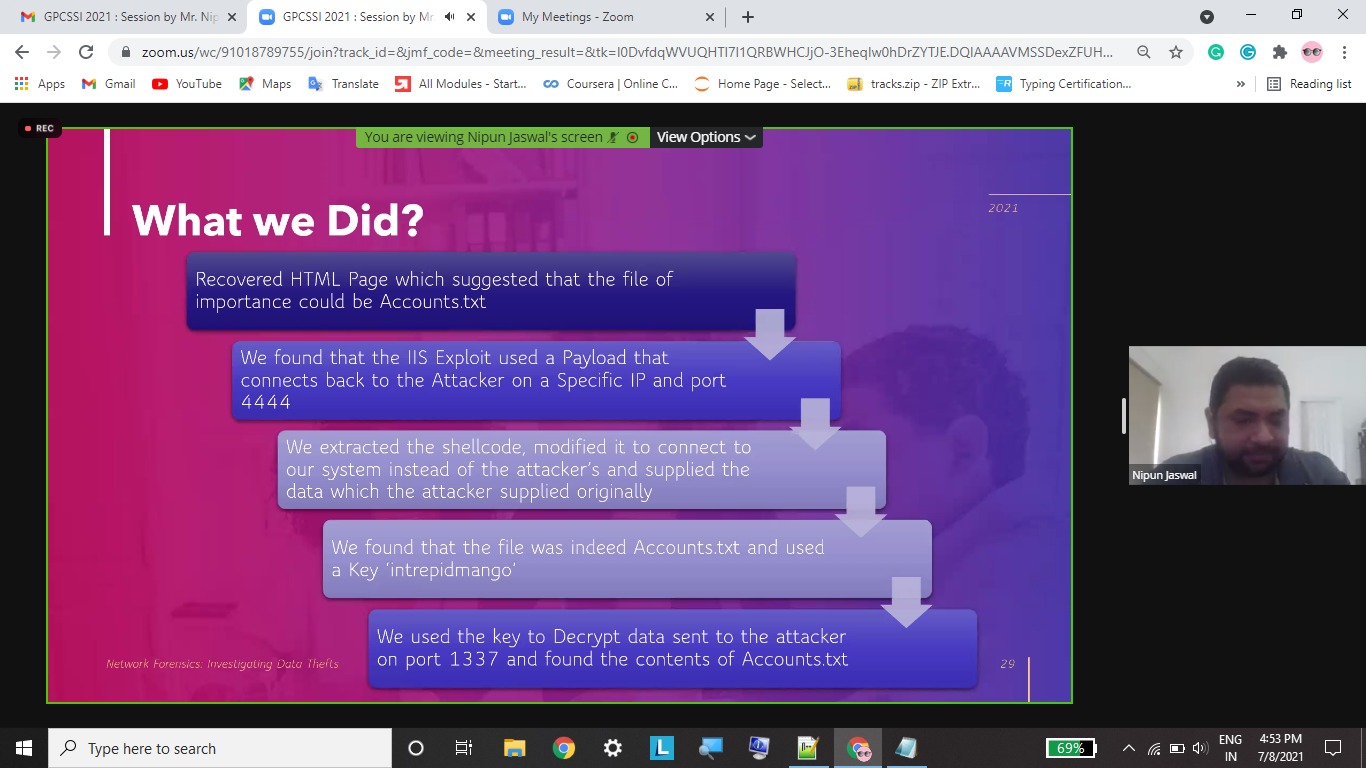 GPCSSI 2021 : Session by Mr. Nip
GPCSSI 2021 : Session by Mr.
My Meetings - Zoom
zoom.us/wc/91018789755/join?track_id=&jmf_code=&meeting_result=&tk=
Apps
Gmail
YouTube
Maps
Translate
All Modules - Start...
Coursera | Online C...
Home Page - Select...
tracks.zip - ZIP Extr...
Typing Certification...
»
Reading list
REC
You are viewing Nipun Jaswal's screen
View Options
2021
What we Did?
Recovered HTML Page which suggested that the file of
importance could be Accounts.txt
We found that the IIS Exploit used a Payload that
connects back to the Attacker on a Specific IP and port
4444
We extracted the shellcode, modified it to connect to
our system instead of the attacker's and supplied the
data which the attacker supplied originally
We found that the file was indeed Accounts.txt and used
a Key 'intrepidmango'
We used the key to Decrypt data sent to the attacker
on port 1337 and found the contents of Accounts.txt
Network Forensics: Investigating Data Thefts
29
Nipun Jaswal
Type here to search
L
69%
ENG
IN
4:53 PM
7/8/2021